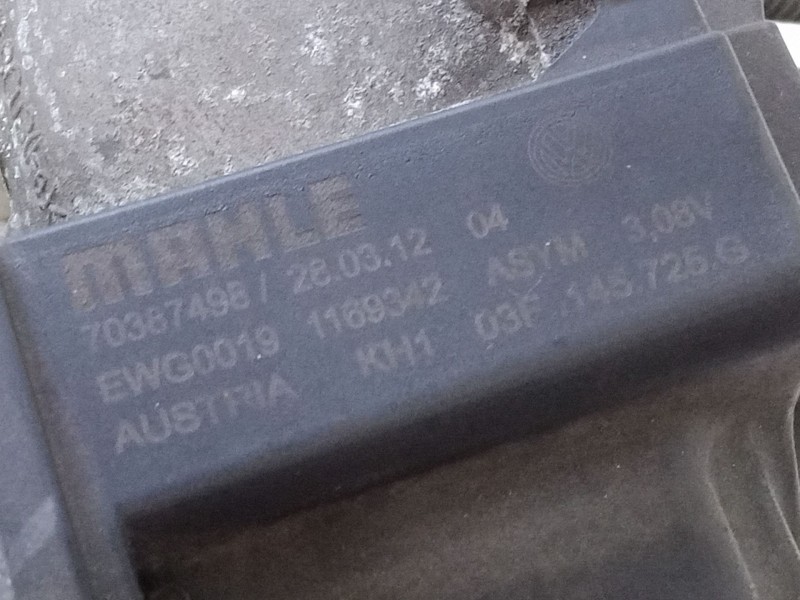 MAHLE
70387498 / 28.03.12 04
EWG0019 1169342 ASYM 3,08V
AUSTRIA KH1 03F.145.725.G